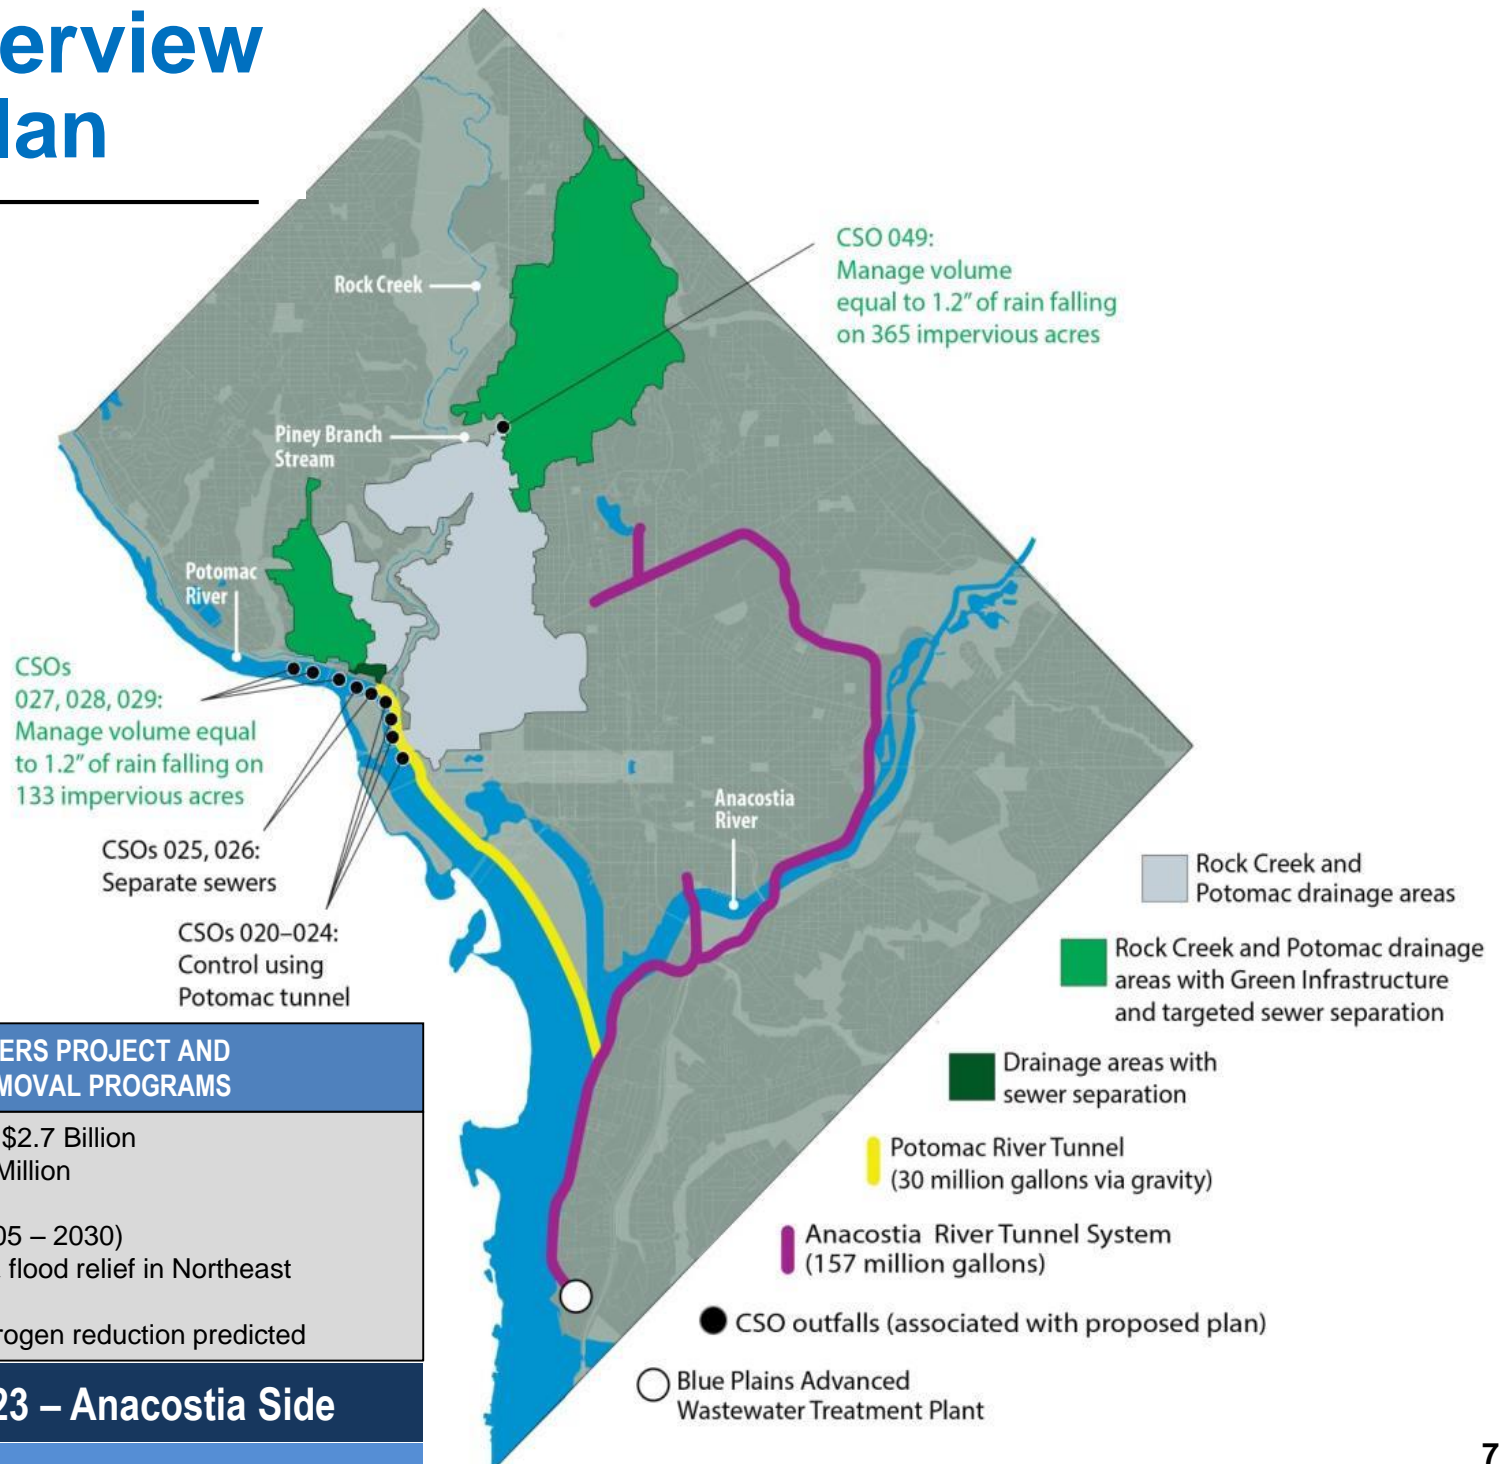 erview
lan
CSO 049:
Manage volume
equal to 1.2” of rain falling
on 365 impervious acres
Rock Creek
Piney Branch
Stream
Potomac
River
CSOs
027, 028, 029:
Manage volume equal
to 1.2” of rain falling on
133 impervious acres
CSOs 025, 026:
Separate sewers
CSOs 020–024:
Control using
Potomac tunnel
Anacostia
River
Rock Creek and
Potomac drainage areas
Rock Creek and Potomac drainage
areas with Green Infrastructure
and targeted sewer separation
Drainage areas with
sewer separation
Potomac River Tunnel
(30 million gallons via gravity)
Anacostia River Tunnel System
(157 million gallons)
CSO outfalls (associated with proposed plan)
Blue Plains Advanced
Wastewater Treatment Plant
ERS PROJECT AND
MOVAL PROGRAMS
$2.7 Billion
Million
05 – 2030)
flood relief in Northeast
rogen reduction predicted
23 – Anacostia Side
7